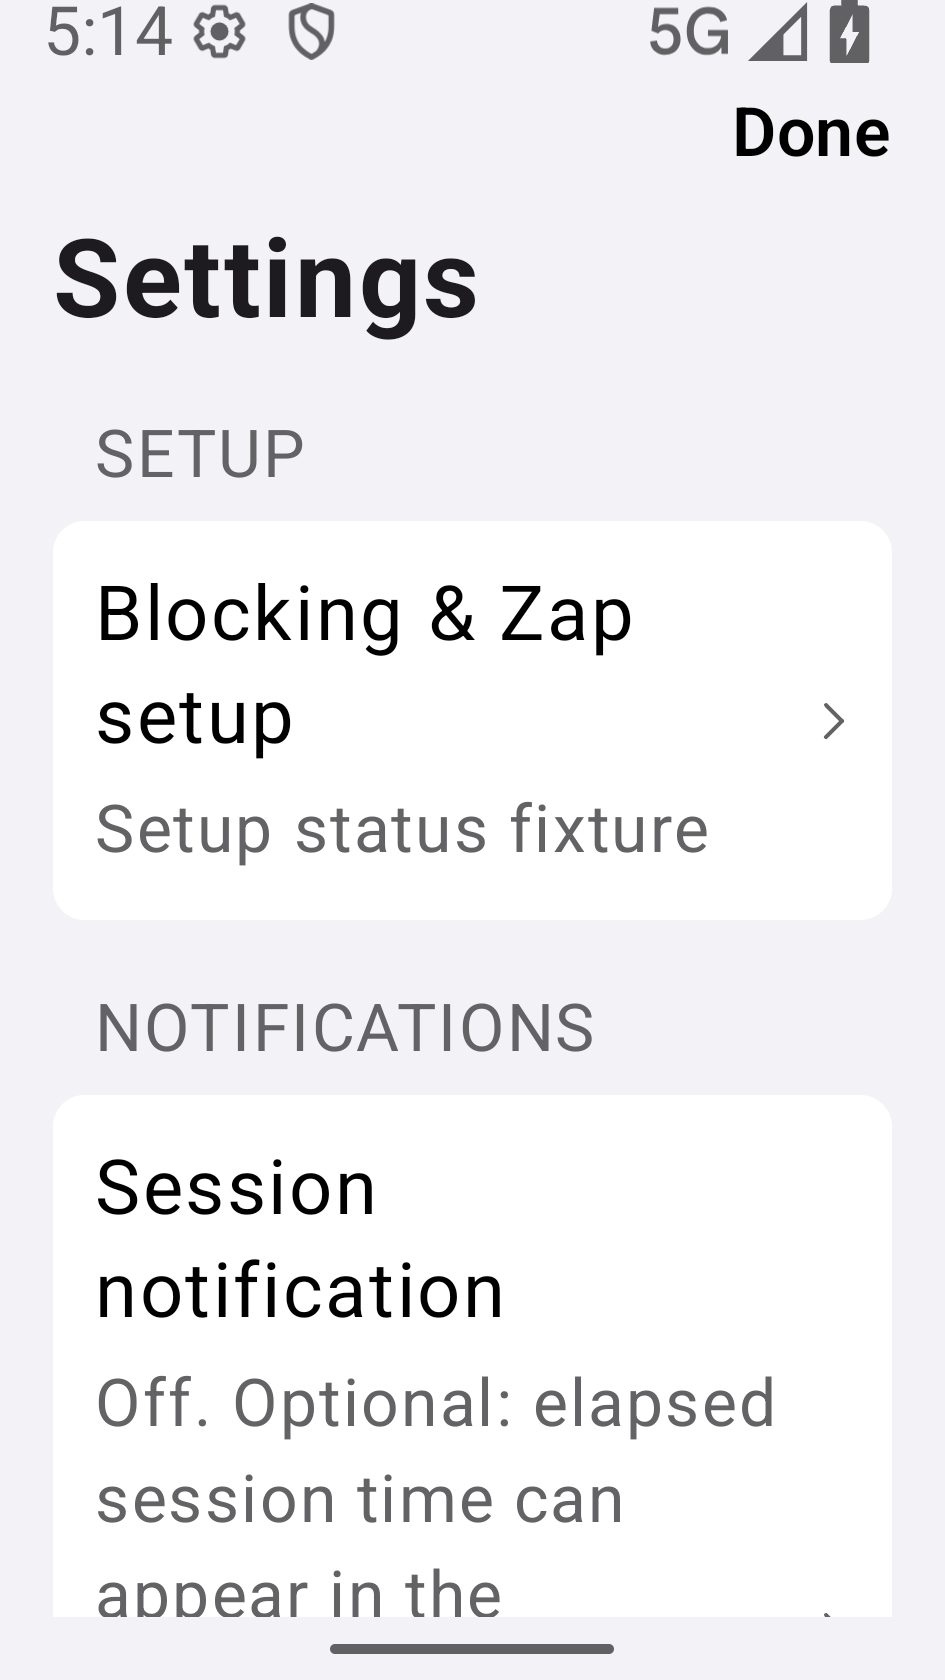 5:14 5G
Done
Settings
SETUP
Blocking & Zap
setup
Setup status fixture
NOTIFICATIONS
Session
notification
Off. Optional: elapsed
session time can
appear in the